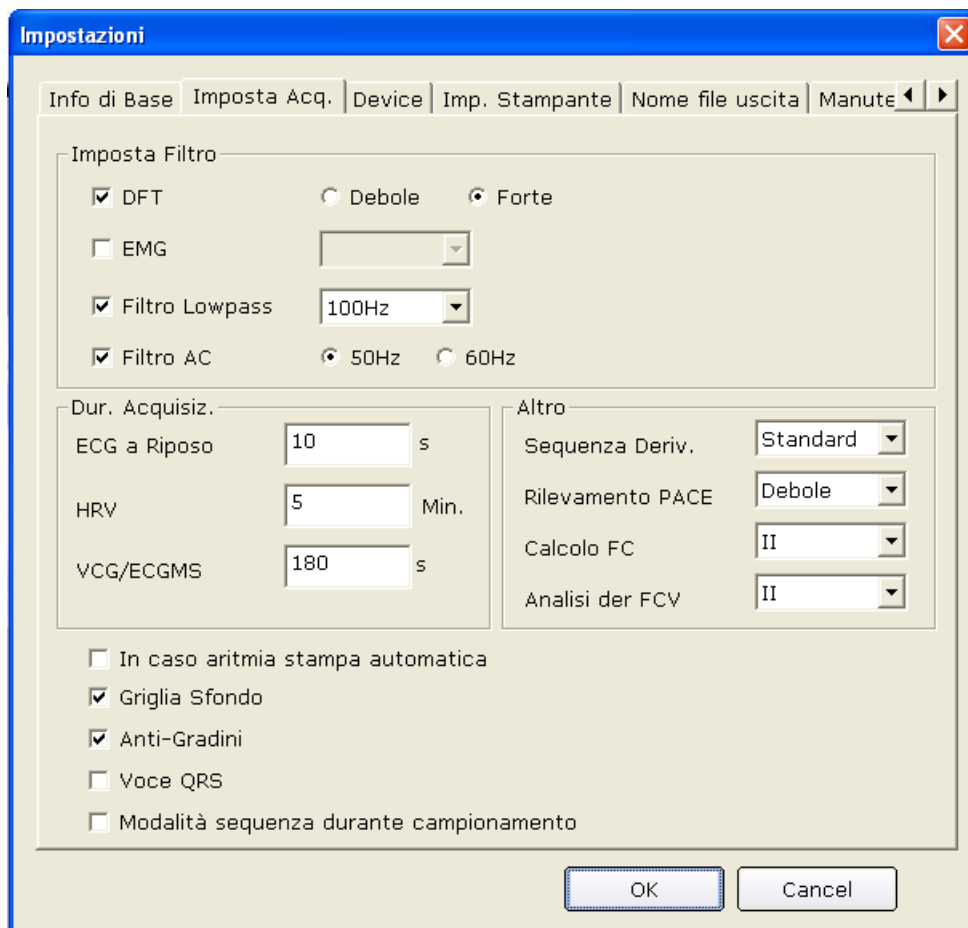 Impostazioni
Info di Base Imposta Acq. Device Imp. Stampante Nome file uscita Manute
Imposta Filtro
DFT Debole Forte
EMG
Filtro Lowpass 100Hz
Filtro AC 50Hz 60Hz
Dur. Acquisiz.
ECG a Riposo 10 s
HRV 5 Min.
VCG/ECGMS 180 s
Altro
Sequenza Deriv. Standard
Rilevamento PACE Debole
Calcolo FC II
Analisi der FCV II
In caso aritmia stampa automatica
Griglia Sfondo
Anti-Gradini
Voce QRS
Modalità sequenza durante campionamento
OK Cancel